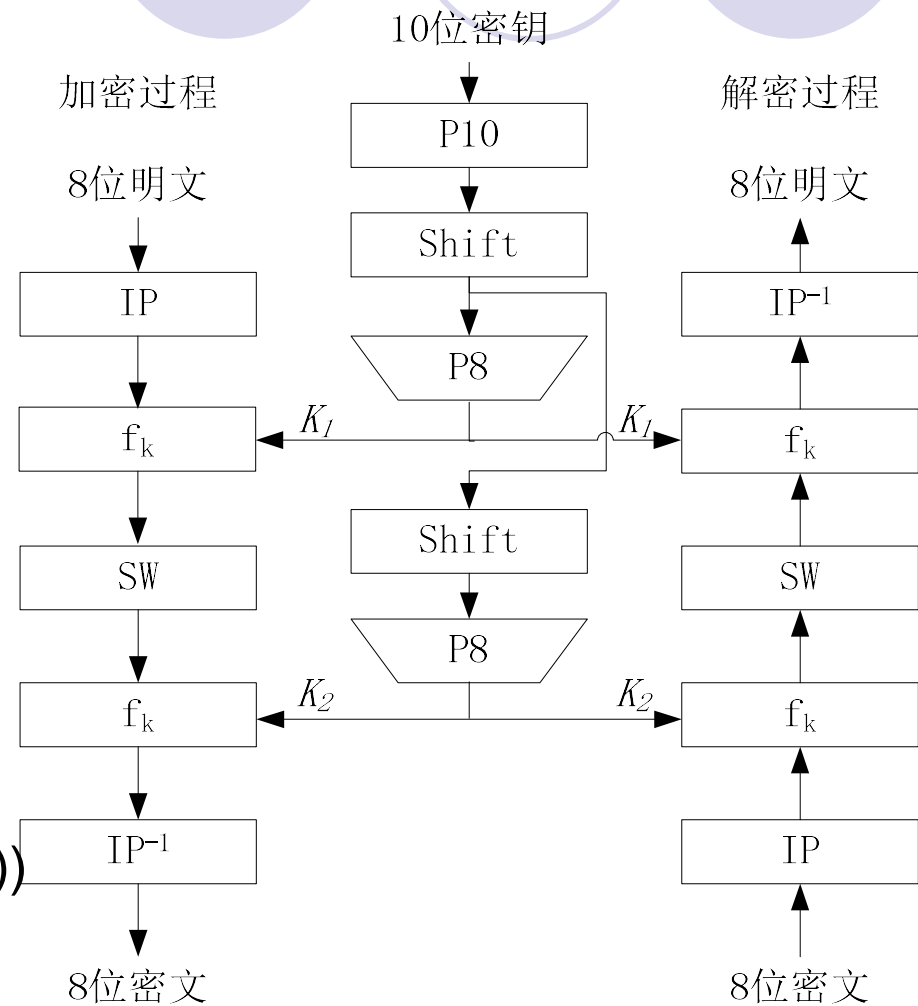 10位密钥
加密过程
解密过程
P10
8位明文
8位明文
Shift
IP
IP⁻¹
P8
K₁
K₁
fₖ
fₖ
Shift
SW
SW
P8
K₂
K₂
fₖ
fₖ
IP⁻¹
IP
))
8位密文
8位密文